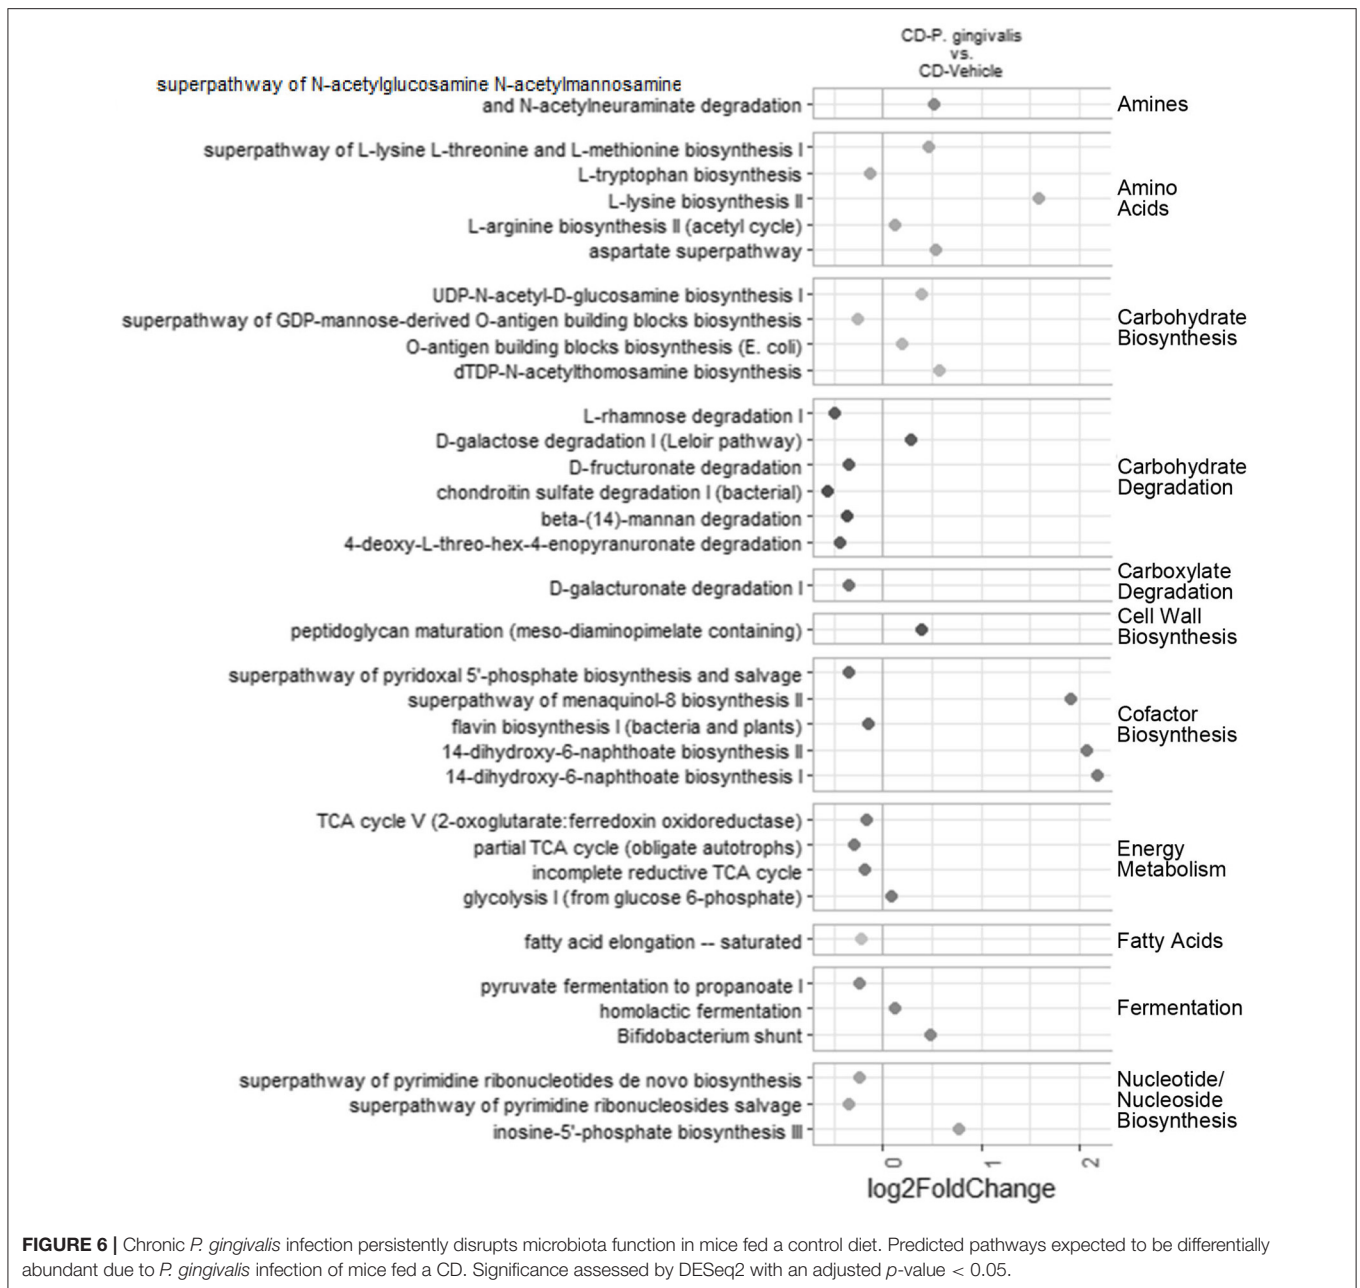 CD-P. gingivalis
vs.
CD-Vehicle
superpathway of N-acetylglucosamine N-acetylmannosamine
and N-acetylneuraminate degradation
Amines
superpathway of L-lysine L-threonine and L-methionine biosynthesis I
L-tryptophan biosynthesis
L-lysine biosynthesis II
L-arginine biosynthesis II (acetyl cycle)
aspartate superpathway
Amino
Acids
UDP-N-acetyl-D-glucosamine biosynthesis I
superpathway of GDP-mannose-derived O-antigen building blocks biosynthesis
O-antigen building blocks biosynthesis (E. coli)
dTDP-N-acetylthomosamine biosynthesis
Carbohydrate
Biosynthesis
L-rhamnose degradation I
D-galactose degradation I (Leloir pathway)
D-fructuronate degradation
chondroitin sulfate degradation I (bacterial)
beta-(14)-mannan degradation
4-deoxy-L-threo-hex-4-enopyranuronate degradation
Carbohydrate
Degradation
D-galacturonate degradation I
Carboxylate
Degradation
peptidoglycan maturation (meso-diaminopimelate containing)
Cell Wall
Biosynthesis
superpathway of pyridoxal 5'-phosphate biosynthesis and salvage
superpathway of menaquinol-8 biosynthesis II
flavin biosynthesis I (bacteria and plants)
14-dihydroxy-6-naphthoate biosynthesis II
14-dihydroxy-6-naphthoate biosynthesis I
Cofactor
Biosynthesis
TCA cycle V (2-oxoglutarate:ferredoxin oxidoreductase)
partial TCA cycle (obligate autotrophs)
incomplete reductive TCA cycle
glycolysis I (from glucose 6-phosphate)
Energy
Metabolism
fatty acid elongation -- saturated
Fatty Acids
pyruvate fermentation to propanoate I
homolactic fermentation
Bifidobacterium shunt
Fermentation
superpathway of pyrimidine ribonucleotides de novo biosynthesis
superpathway of pyrimidine ribonucleosides salvage
inosine-5'-phosphate biosynthesis III
Nucleotide/
Nucleoside
Biosynthesis
0 1 2
log2FoldChange
FIGURE 6 | Chronic P. gingivalis infection persistently disrupts microbiota function in mice fed a control diet. Predicted pathways expected to be differentially
abundant due to P. gingivalis infection of mice fed a CD. Significance assessed by DESeq2 with an adjusted p-value < 0.05.